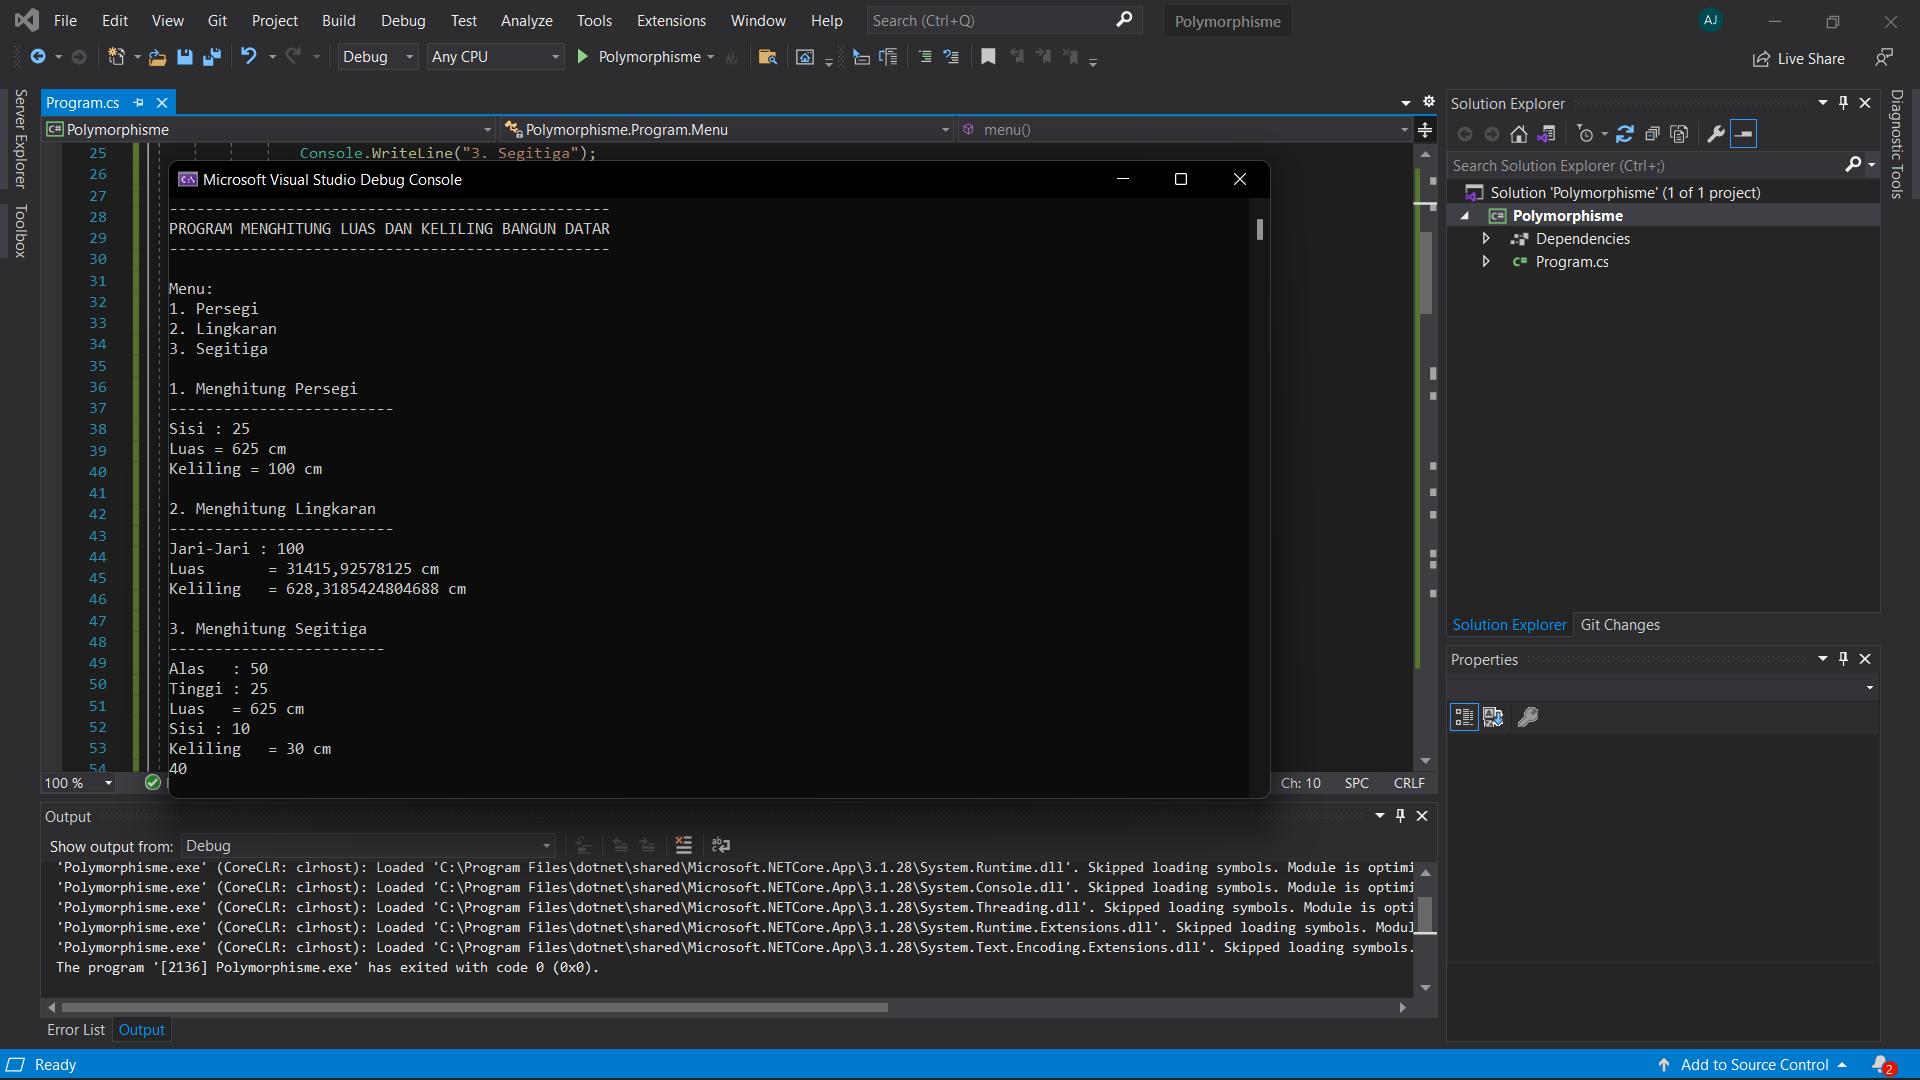 File Edit View Git Project Build Debug Test Analyze Tools Extensions Window Help Search (Ctrl+Q) Polymorphisme AJ
Debug Any CPU Polymorphisme Live Share
Server Explorer
Toolbox
Program.cs
Polymorphisme Polymorphisme.Program.Menu menu()
25 Console.WriteLine("3. Segitiga");
26
27
28
29
30
31
32
33
34
35
36
37
38
39
40
41
42
43
44
45
46
47
48
49
50
51
52
53
54
Microsoft Visual Studio Debug Console
-------------------------------------------------
PROGRAM MENGHITUNG LUAS DAN KELILING BANGUN DATAR
-------------------------------------------------
Menu:
1. Persegi
2. Lingkaran
3. Segitiga
1. Menghitung Persegi
-------------------------
Sisi : 25
Luas = 625 cm
Keliling = 100 cm
2. Menghitung Lingkaran
-------------------------
Jari-Jari : 100
Luas       = 31415,92578125 cm
Keliling   = 628,3185424804688 cm
3. Menghitung Segitiga
------------------------
Alas   : 50
Tinggi : 25
Luas   = 625 cm
Sisi : 10
Keliling   = 30 cm
40
100 % Ch: 10 SPC CRLF
Output
Show output from: Debug
'Polymorphisme.exe' (CoreCLR: clrhost): Loaded 'C:\Program Files\dotnet\shared\Microsoft.NETCore.App\3.1.28\System.Runtime.dll'. Skipped loading symbols. Module is optimi
'Polymorphisme.exe' (CoreCLR: clrhost): Loaded 'C:\Program Files\dotnet\shared\Microsoft.NETCore.App\3.1.28\System.Console.dll'. Skipped loading symbols. Module is optimi
'Polymorphisme.exe' (CoreCLR: clrhost): Loaded 'C:\Program Files\dotnet\shared\Microsoft.NETCore.App\3.1.28\System.Threading.dll'. Skipped loading symbols. Module is opti
'Polymorphisme.exe' (CoreCLR: clrhost): Loaded 'C:\Program Files\dotnet\shared\Microsoft.NETCore.App\3.1.28\System.Runtime.Extensions.dll'. Skipped loading symbols. Modul
'Polymorphisme.exe' (CoreCLR: clrhost): Loaded 'C:\Program Files\dotnet\shared\Microsoft.NETCore.App\3.1.28\System.Text.Encoding.Extensions.dll'. Skipped loading symbols.
The program '[2136] Polymorphisme.exe' has exited with code 0 (0x0).
Error List Output
Solution Explorer
Search Solution Explorer (Ctrl+;)
Solution 'Polymorphisme' (1 of 1 project)
C# Polymorphisme
Dependencies
C# Program.cs
Solution Explorer Git Changes
Properties
Diagnostic Tools
Ready Add to Source Control 2